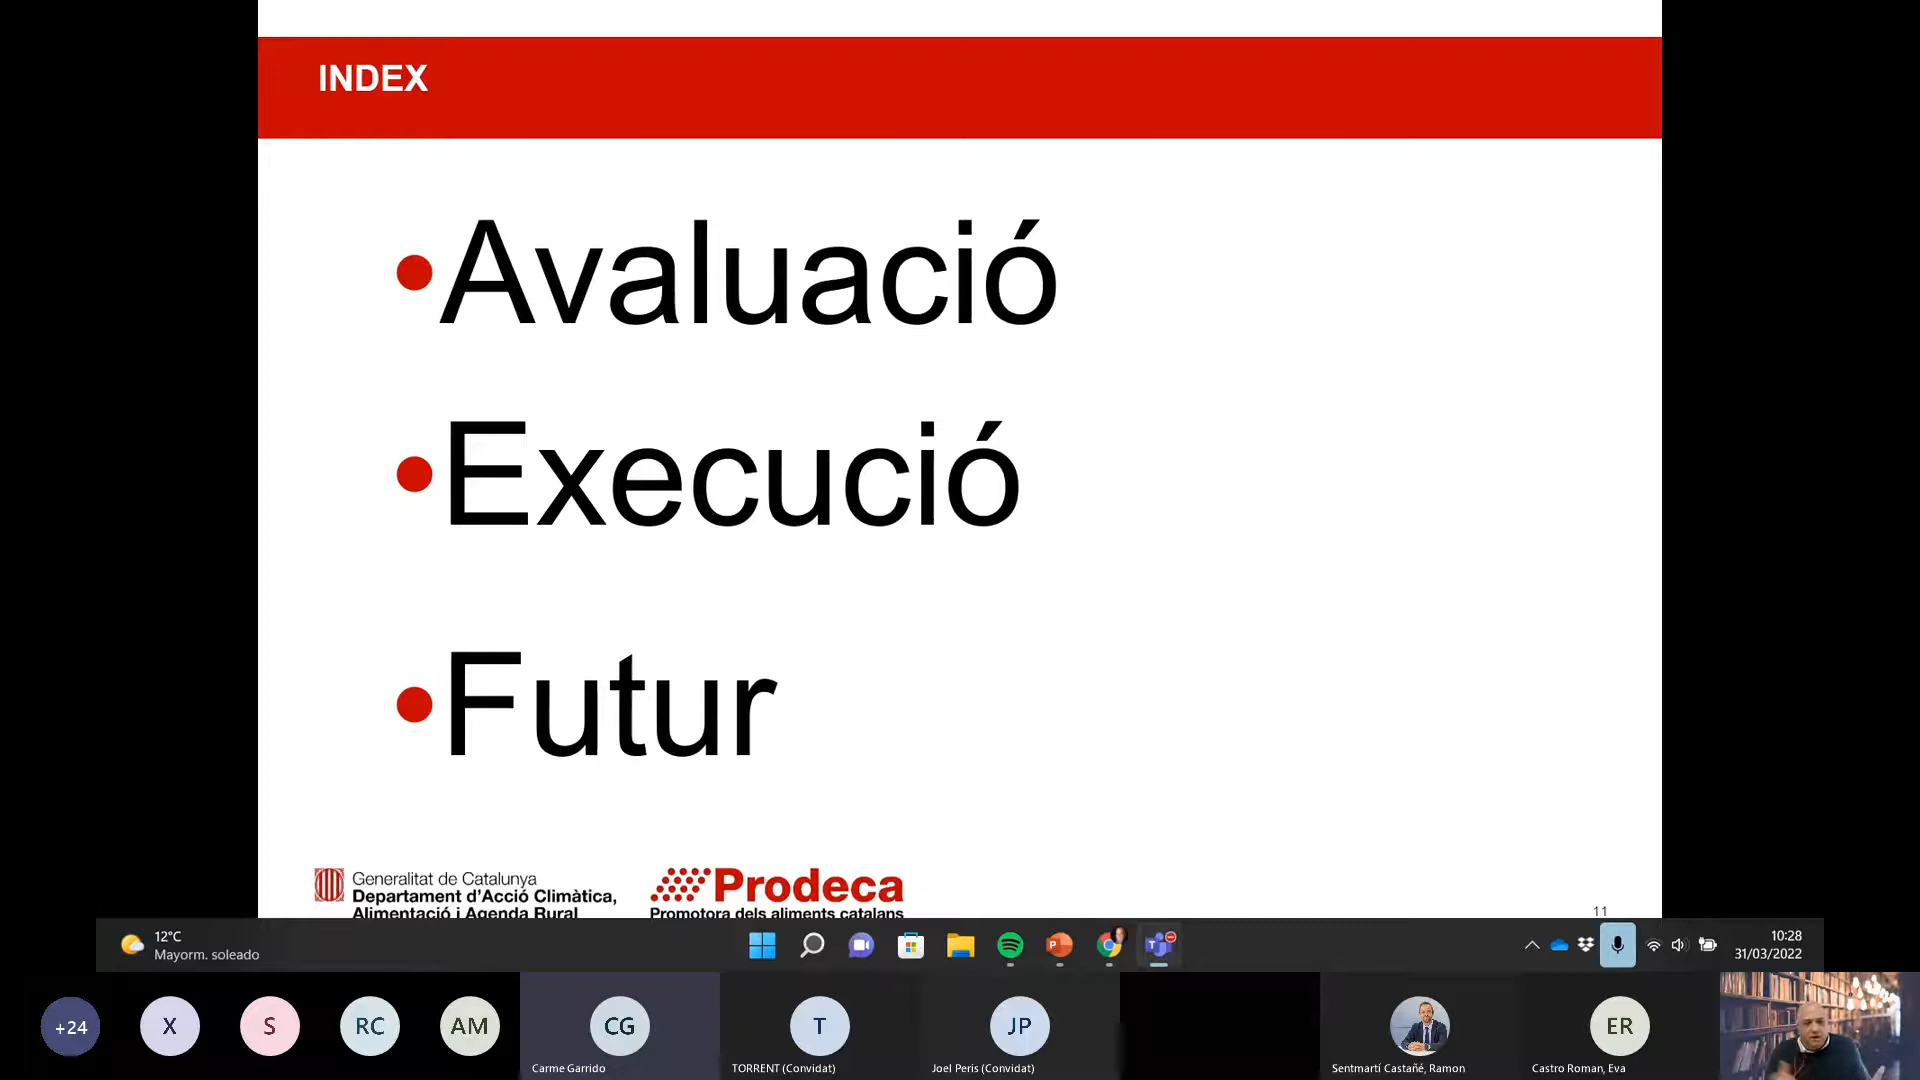 INDEX
•Avaluació
•Execució
•Futur
Generalitat de Catalunya
Departament d'Acció Climàtica,
Alimentació i Agenda Rural
Prodeca
Promotora dels aliments catalans
11
12°C
Mayorm. soleado
10:28
31/03/2022
+24
X
S
RC
AM
CG
T
JP
ER
Carme Garrido
TORRENT (Convidat)
Joel Peris (Convidat)
Sentmartí Castañé, Ramon
Castro Roman, Eva